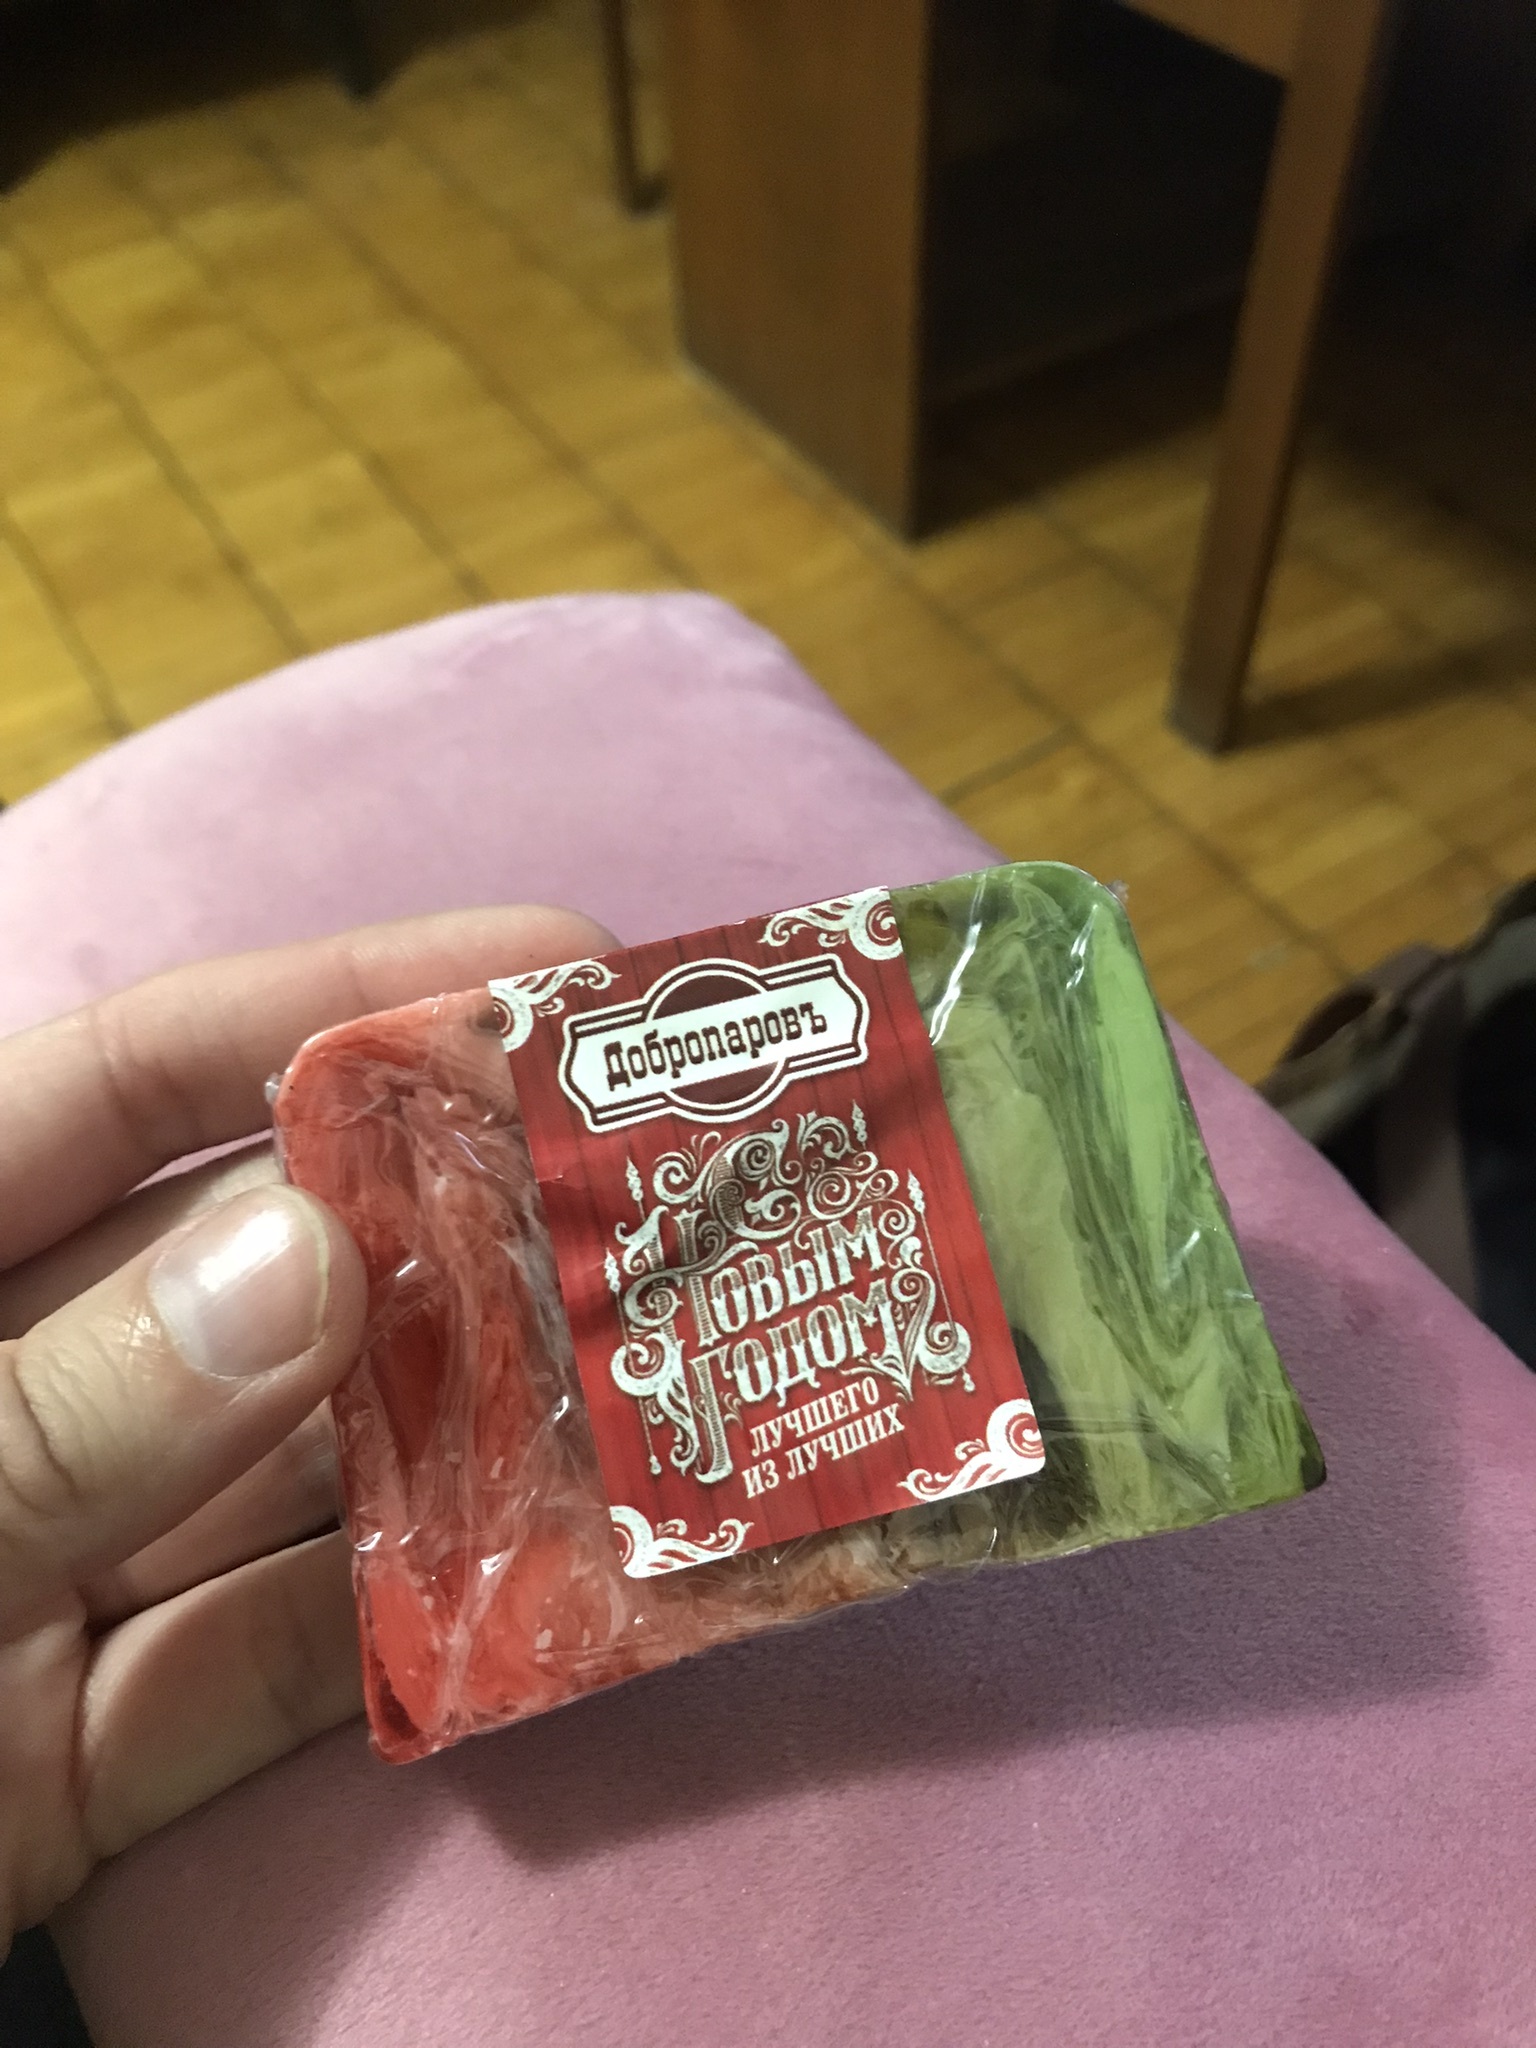 Добропаровъ
С
Новым
Годом
ЛУЧШЕГО
ИЗ ЛУЧШИХ